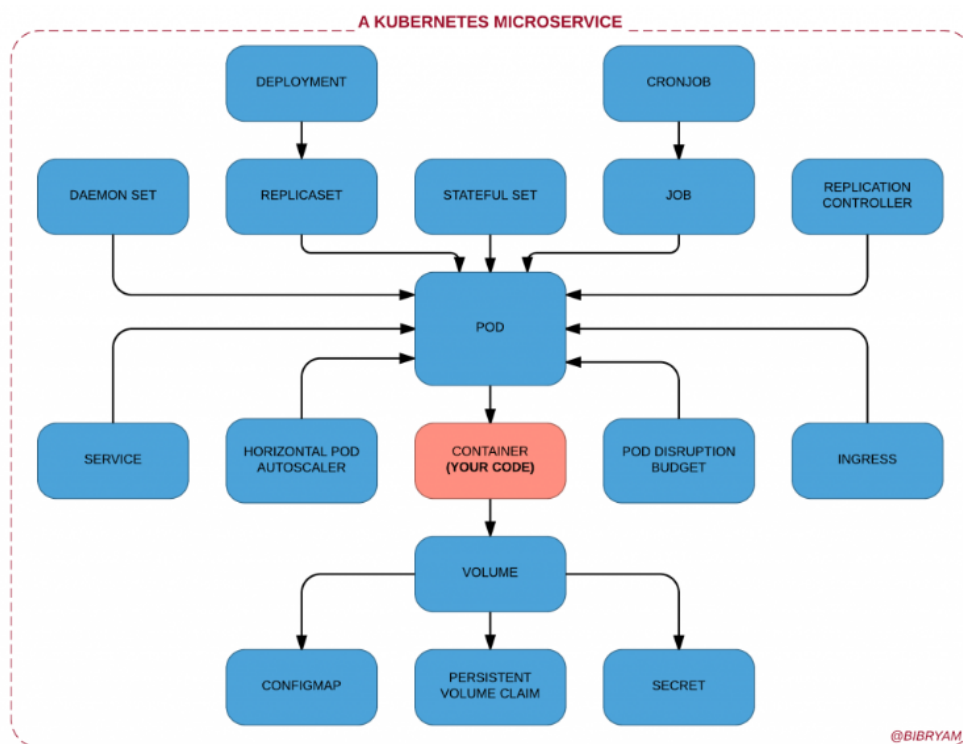 A KUBERNETES MICROSERVICE
DEPLOYMENT
CRONJOB
DAEMON SET
REPLICASET
STATEFUL SET
JOB
REPLICATION
CONTROLLER
POD
SERVICE
HORIZONTAL POD
AUTOSCALER
CONTAINER
(YOUR CODE)
POD DISRUPTION
BUDGET
INGRESS
VOLUME
CONFIGMAP
PERSISTENT
VOLUME CLAIM
SECRET
@BIBRYAM